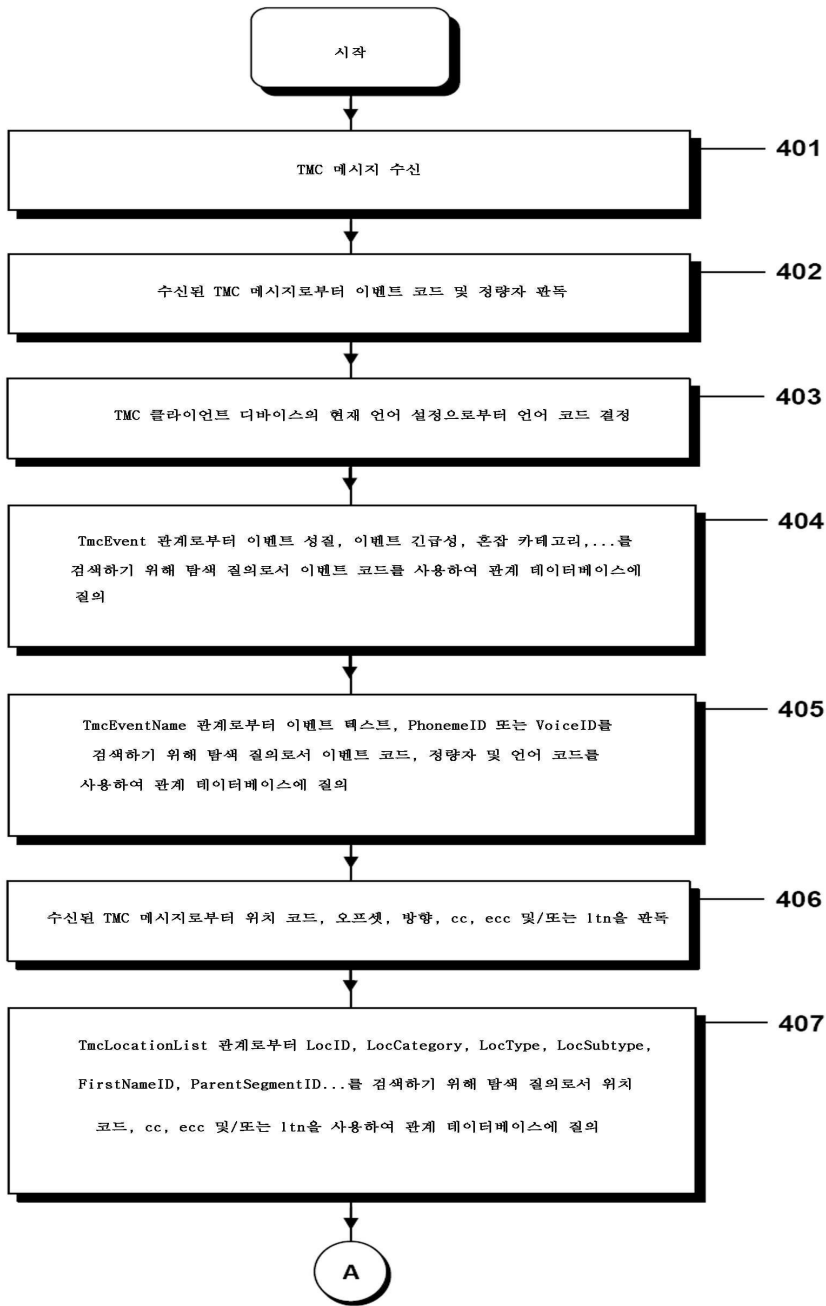 시작
TMC 메시지 수신
401
수신된 TMC 메시지로부터 이벤트 코드 및 정량자 판독
402
TMC 클라이언트 디바이스의 현재 언어 설정으로부터 언어 코드 결정
403
TmcEvent 관계로부터 이벤트 성질, 이벤트 긴급성, 혼잡 카테고리,...를
검색하기 위해 탐색 질의로서 이벤트 코드를 사용하여 관계 데이터베이스에
질의
404
TmcEventName 관계로부터 이벤트 텍스트, PhonemeID 또는 VoiceID를
검색하기 위해 탐색 질의로서 이벤트 코드, 정량자 및 언어 코드를
사용하여 관계 데이터베이스에 질의
405
수신된 TMC 메시지로부터 위치 코드, 오프셋, 방향, cc, ecc 및/또는 ltn을 판독
406
TmcLocationList 관계로부터 LocID, LocCategory, LocType, LocSubtype,
FirstNameID, ParentSegmentID...를 검색하기 위해 탐색 질의로서 위치
코드, cc, ecc 및/또는 ltn을 사용하여 관계 데이터베이스에 질의
407
A